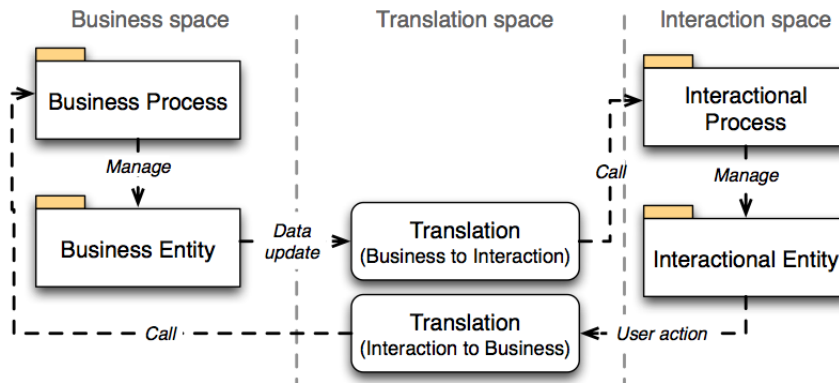 Business space
Translation space
Interaction space
Business Process
Interactional
Process
Manage
Call
Manage
Business Entity
Data
update
Translation
(Business to Interaction)
Interactional Entity
Translation
(Interaction to Business)
Call
User action